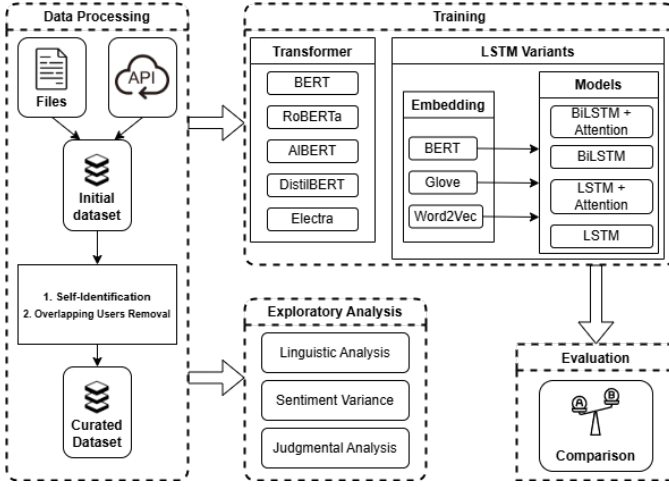 Data Processing
Files
API
Initial
dataset
1. Self-Identification
2. Overlapping Users Removal
Curated
Dataset
Training
Transformer
BERT
RoBERTa
AlBERT
DistilBERT
Electra
LSTM Variants
Embedding
BERT
Glove
Word2Vec
Models
BiLSTM +
Attention
BiLSTM
LSTM +
Attention
LSTM
Exploratory Analysis
Linguistic Analysis
Sentiment Variance
Judgmental Analysis
Evaluation
A
B
Comparison